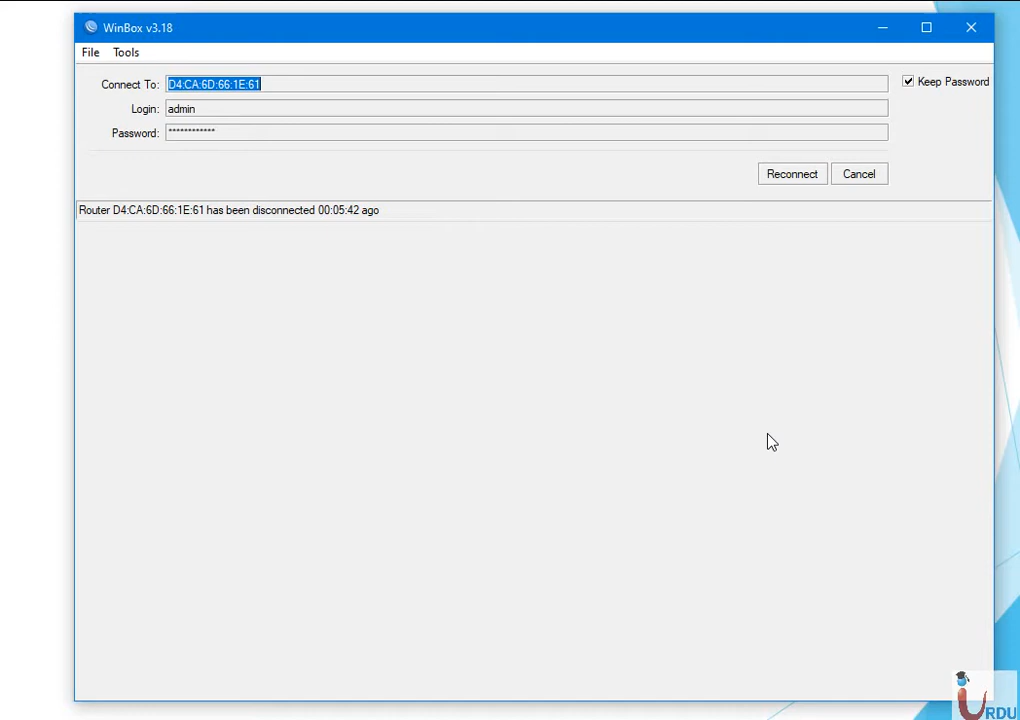 WinBox v3.18
File Tools
Connect To: D4:CA:6D:66:1E:61
Keep Password
Login: admin
Password: ************
Reconnect Cancel
Router D4:CA:6D:66:1E:61 has been disconnected 00:05:42 ago
iURDU